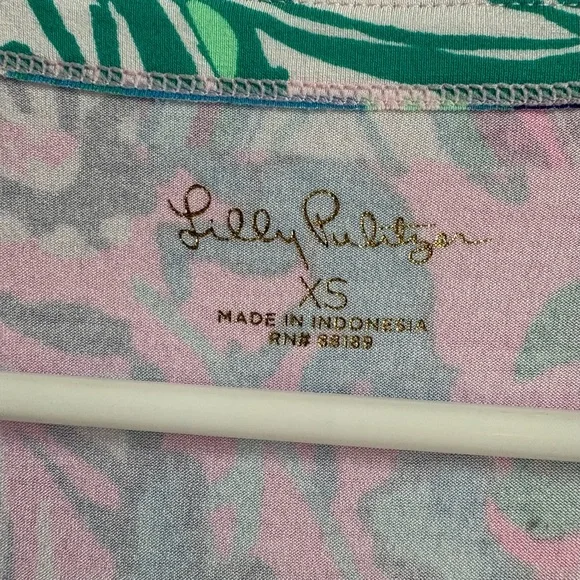 Lilly Pulitzer
XS
MADE IN INDONESIA
RN# 88189